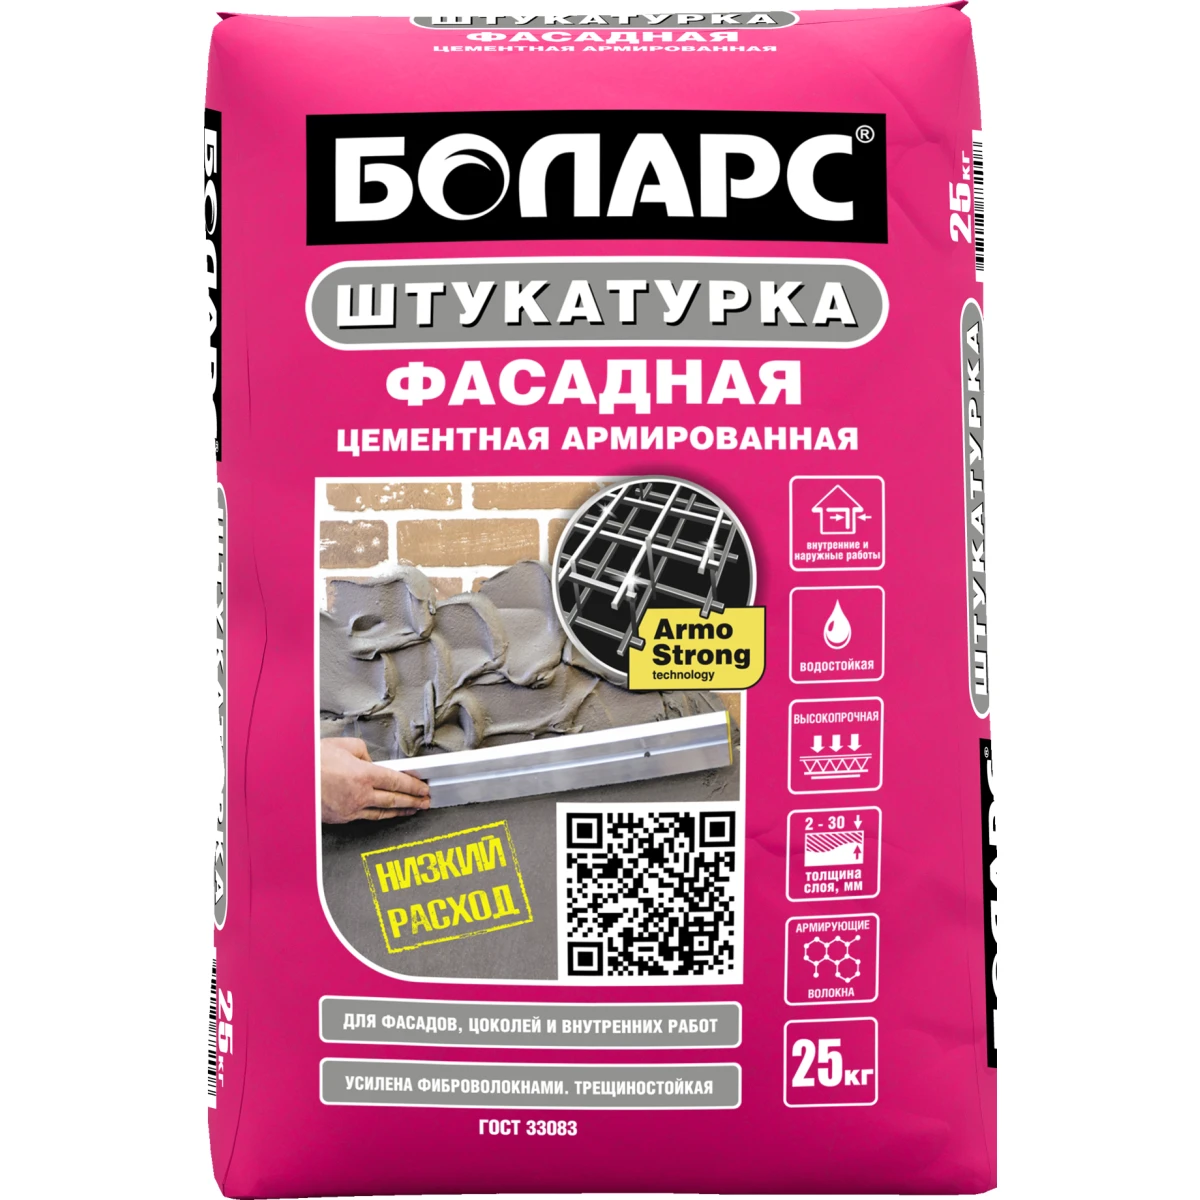 ШТУКАТУРКА
ФАСАДНАЯ
ЦЕМЕНТНАЯ АРМИРОВАННАЯ
БОЛАРС®
ШТУКАТУРКА
ФАСАДНАЯ
ЦЕМЕНТНАЯ АРМИРОВАННАЯ
Armo
Strong
technology
НИЗКИЙ
РАСХОД
внутренние и
наружные работы
ВОДОСТОЙКАЯ
ВЫСОКОПРОЧНАЯ
2 - 30
ТОЛЩИНА
СЛОЯ, ММ
АРМИРУЮЩИЕ
ВОЛОКНА
25кг
ДЛЯ ФАСАДОВ, ЦОКОЛЕЙ И ВНУТРЕННИХ РАБОТ
УСИЛЕНА ФИБРОВОЛОКНАМИ. ТРЕЩИНОСТОЙКАЯ
ГОСТ 33083
25кг
ШТУКАТУРКА
БОЛАРС®
БОЛАРС®
ШТУКАТУРКА
25кг